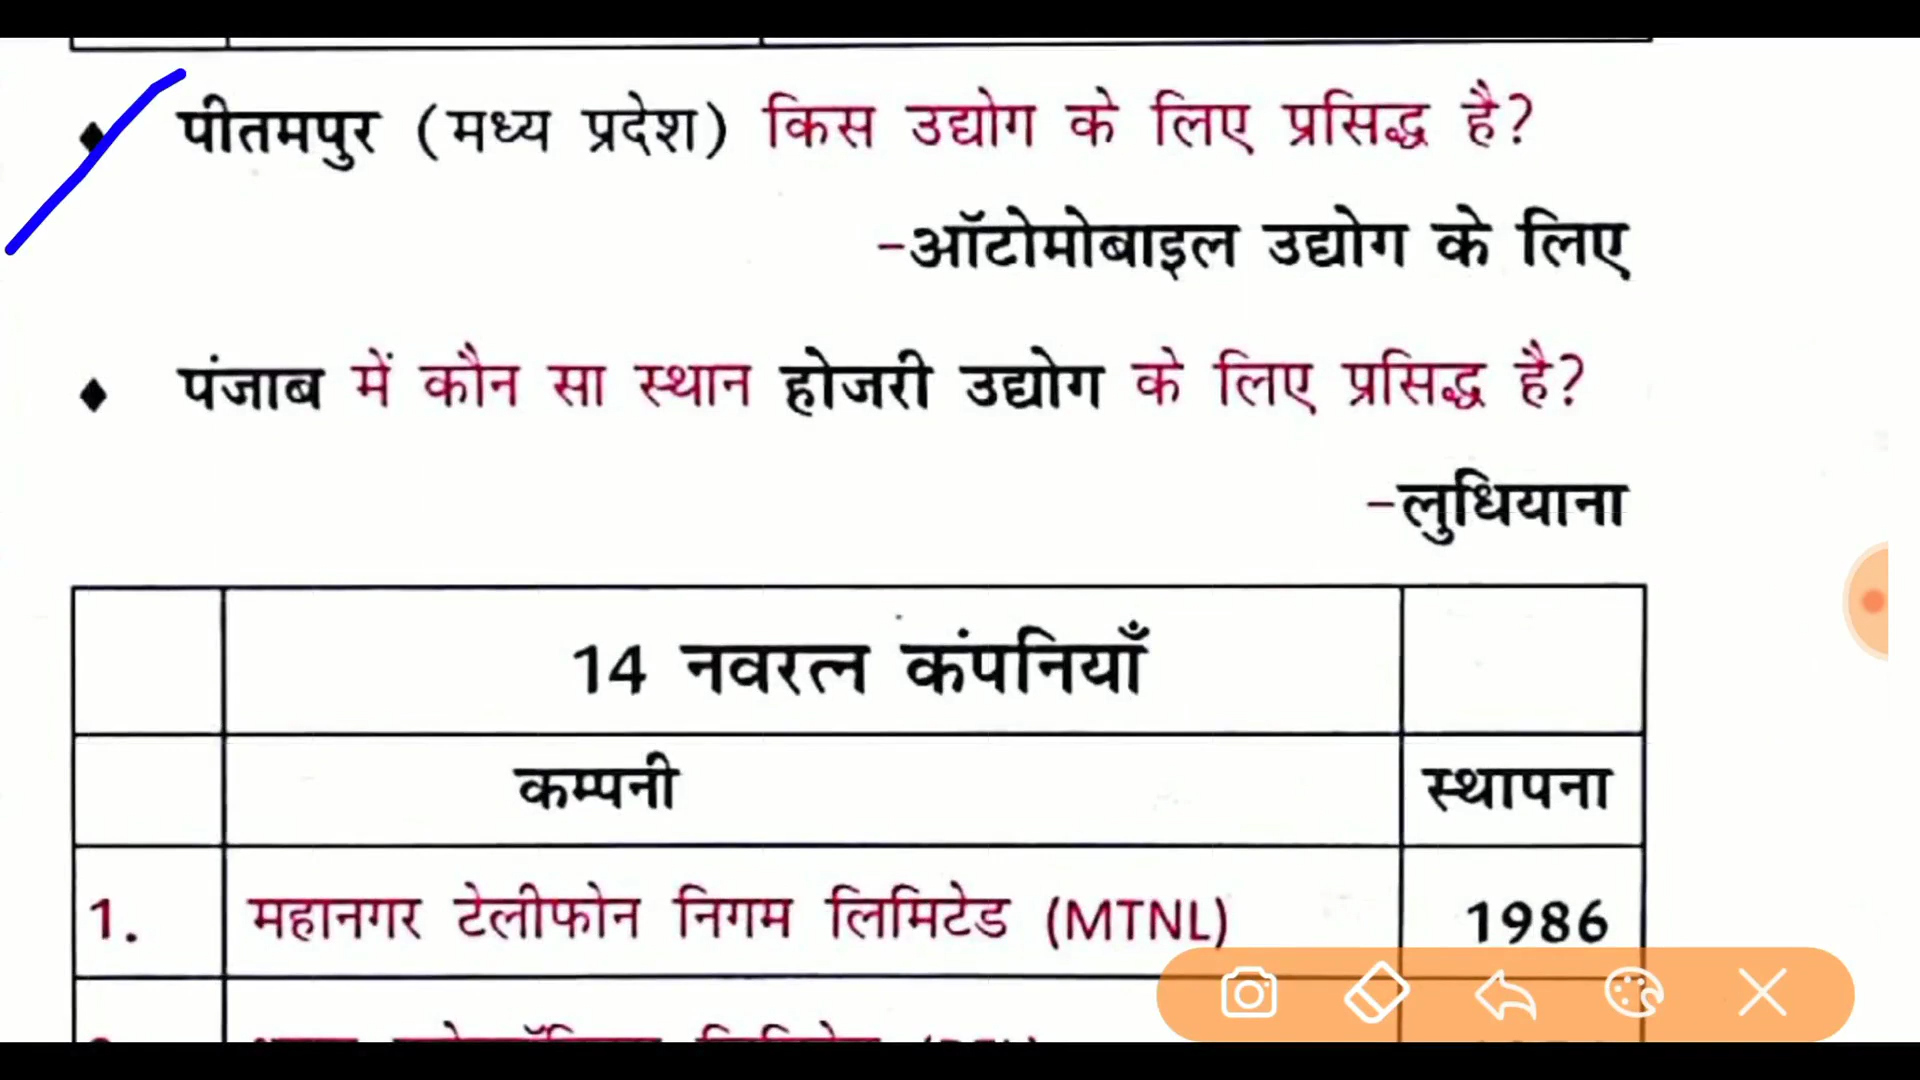 ♦ पीतमपुर (मध्य प्रदेश) किस उद्योग के लिए प्रसिद्ध है?
-ऑटोमोबाइल उद्योग के लिए
♦ पंजाब में कौन सा स्थान होजरी उद्योग के लिए प्रसिद्ध है?
-लुधियाना
14 नवरत्न कंपनियाँ
कम्पनी स्थापना
1. महानगर टेलीफोन निगम लिमिटेड (MTNL) 1986